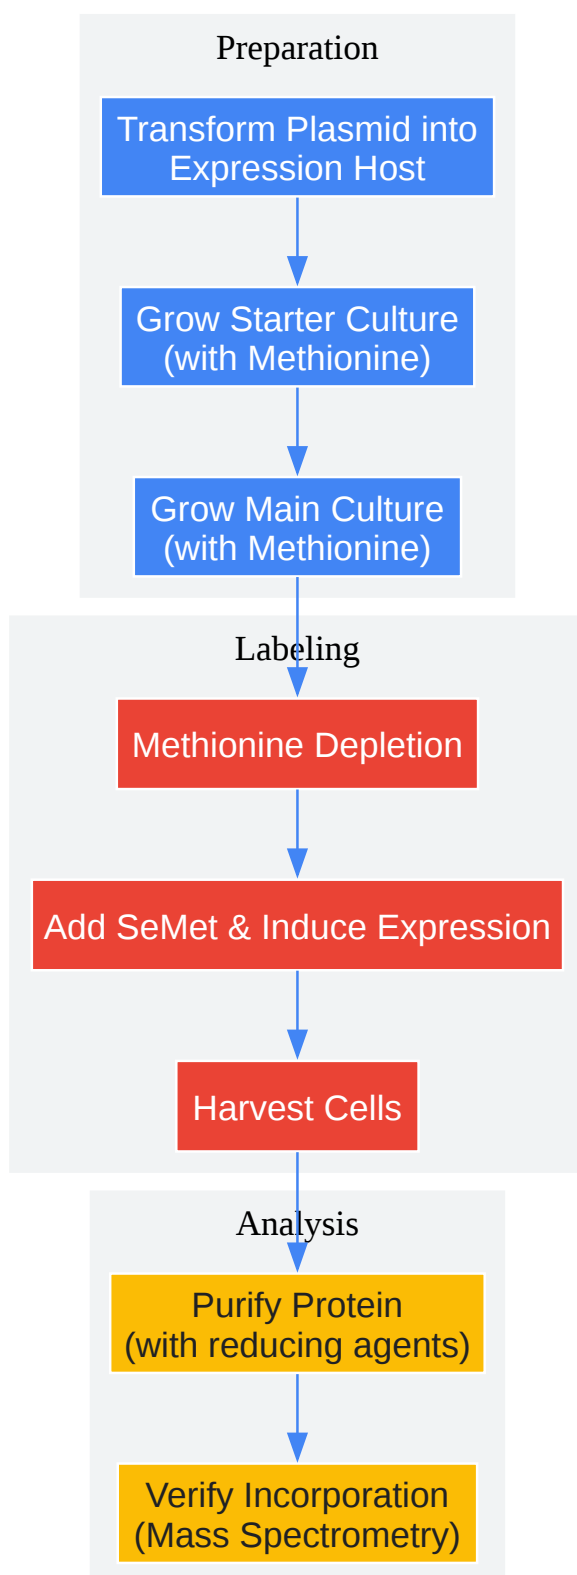 Preparation
Transform Plasmid into
Expression Host
Grow Starter Culture
(with Methionine)
Grow Main Culture
(with Methionine)
Labeling
Methionine Depletion
Add SeMet & Induce Expression
Harvest Cells
Analysis
Purify Protein
(with reducing agents)
Verify Incorporation
(Mass Spectrometry)